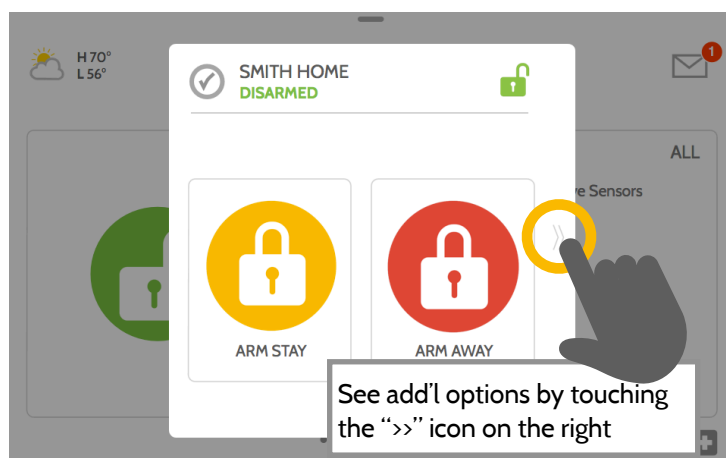 H 70°
L 56°
1
SMITH HOME
DISARMED
ALL
e Sensors
ARM STAY
ARM AWAY
See add’l options by touching
the “>>” icon on the right